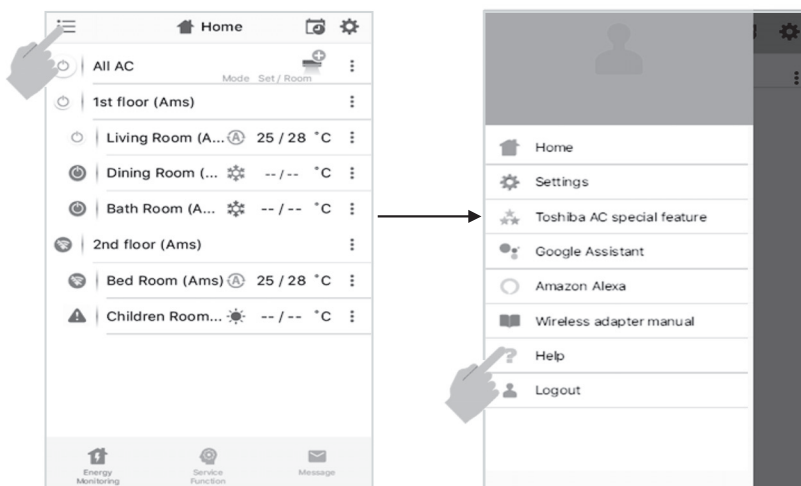 Home
All AC
Mode Set / Room
1st floor (Ams)
Living Room (A... A 25 / 28 °C
Dining Room (... -- / -- °C
Bath Room (A... -- / -- °C
2nd floor (Ams)
Bed Room (Ams) A 25 / 28 °C
Children Room... -- / -- °C
Energy
Monitoring
Service
Function
Message
Home
Settings
Toshiba AC special feature
Google Assistant
Amazon Alexa
Wireless adapter manual
? Help
Logout